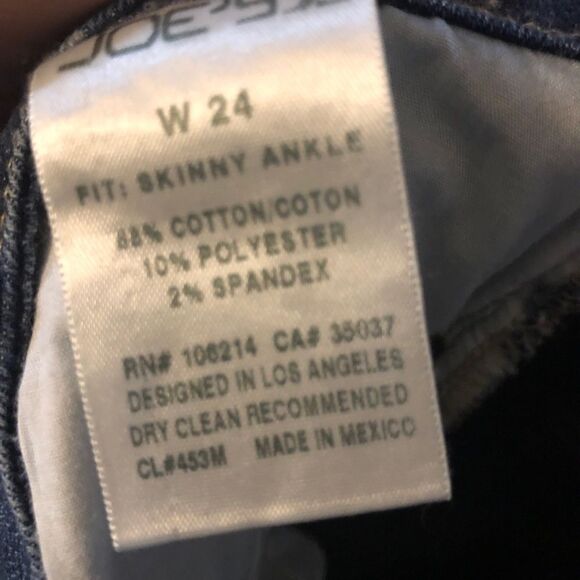 JOE'S
W 24
FIT: SKINNY ANKLE
88% COTTON/COTON
10% POLYESTER
2% SPANDEX
RN# 106214 CA# 35037
DESIGNED IN LOS ANGELES
DRY CLEAN RECOMMENDED
CL#453M MADE IN MEXICO